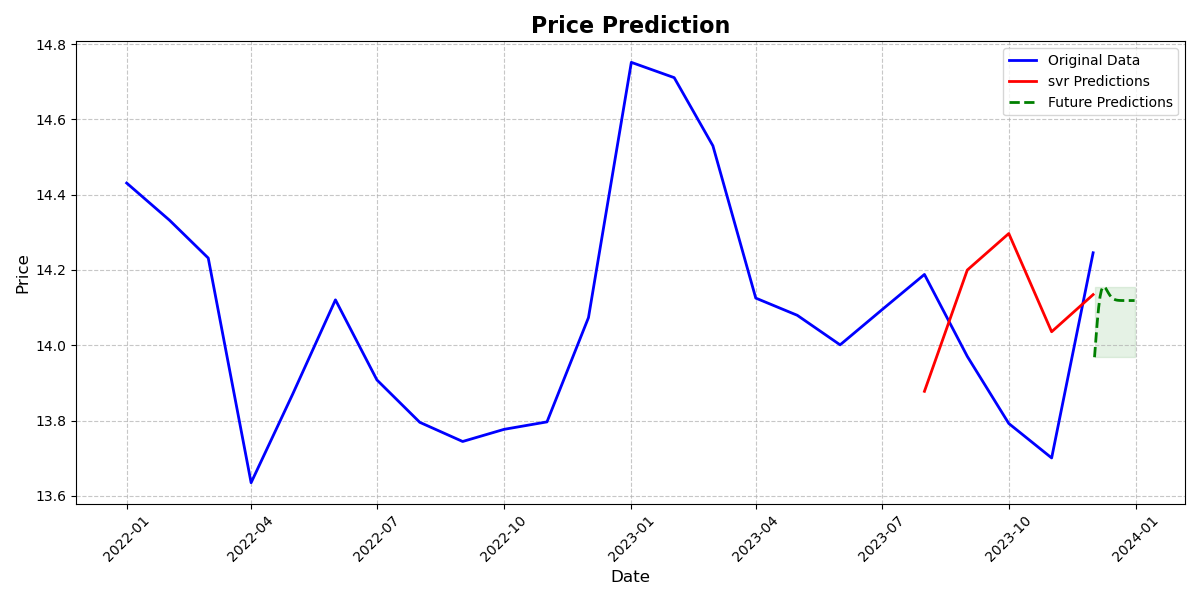 Price Prediction
Original Data
svr Predictions
Future Predictions
Price
14.8
14.6
14.4
14.2
14.0
13.8
13.6
2022-01
2022-04
2022-07
2022-10
2023-01
2023-04
2023-07
2023-10
2024-01
Date